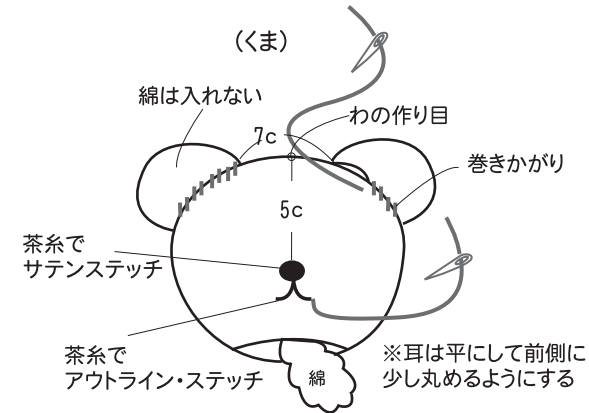 （くま）
綿は入れない
わの作り目
7c
巻きかがり
5c
茶糸で
サテンステッチ
茶糸で
アウトライン・ステッチ
綿
※耳は平にして前側に
少し丸めるようにする